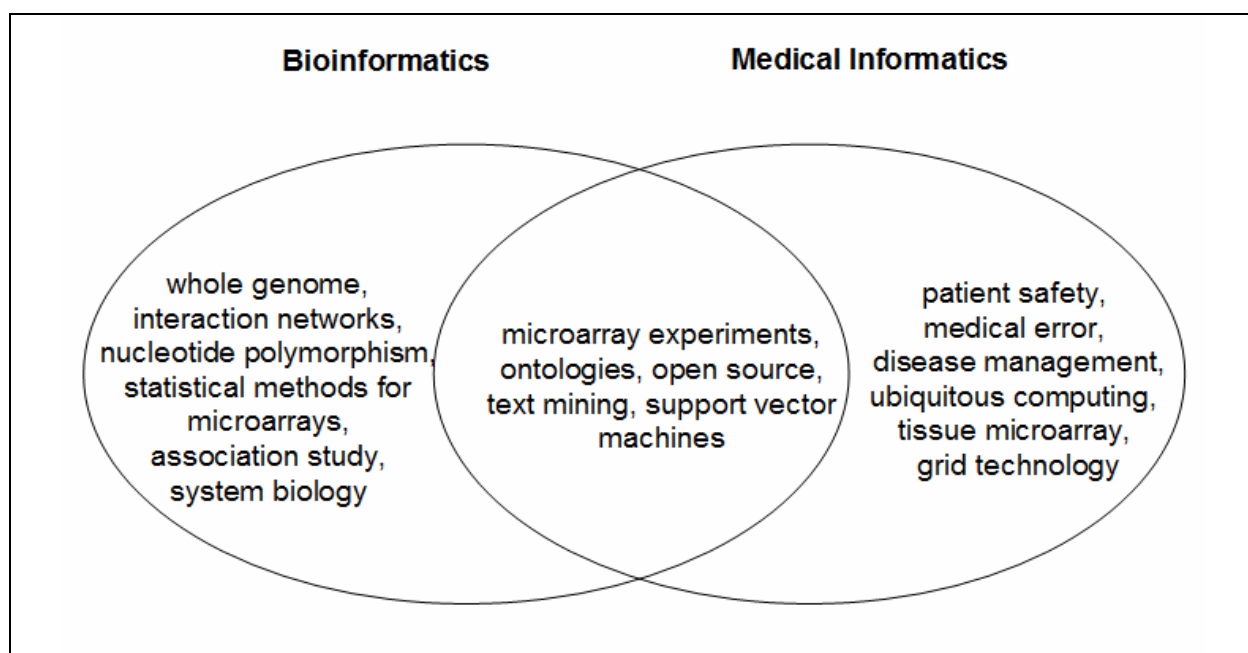 Bioinformatics
Medical Informatics
whole genome,
interaction networks,
nucleotide polymorphism,
statistical methods for
microarrays,
association study,
system biology
microarray experiments,
ontologies, open source,
text mining, support vector
machines
patient safety,
medical error,
disease management,
ubiquitous computing,
tissue microarray,
grid technology